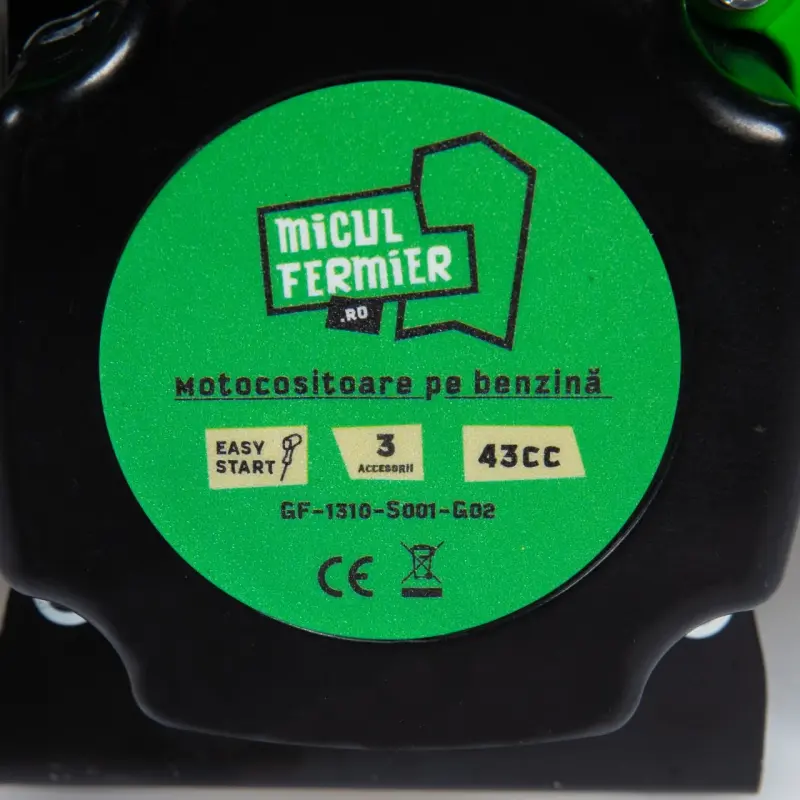 MiCUL
FERMiER
.RO
Motocositoare pe benzină
EASY
START
3
ACCESORII
43CC
GF-1310-S001-G02
CE